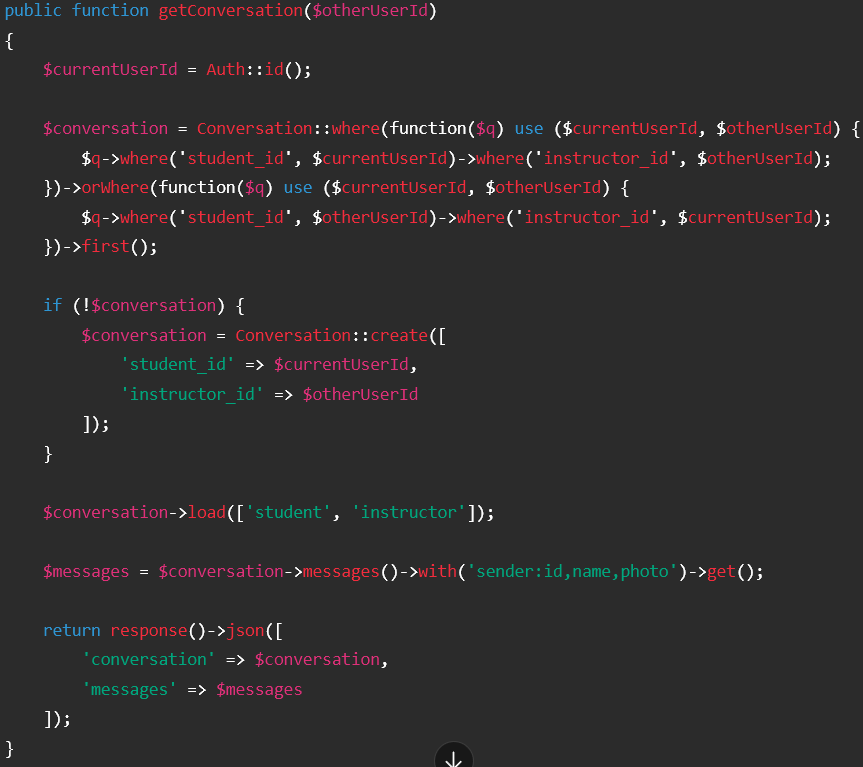 public function getConversation($otherUserId)
{
    $currentUserId = Auth::id();

    $conversation = Conversation::where(function($q) use ($currentUserId, $otherUserId) {
        $q->where('student_id', $currentUserId)->where('instructor_id', $otherUserId);
    })->orWhere(function($q) use ($currentUserId, $otherUserId) {
        $q->where('student_id', $otherUserId)->where('instructor_id', $currentUserId);
    })->first();

    if (!$conversation) {
        $conversation = Conversation::create([
            'student_id' => $currentUserId,
            'instructor_id' => $otherUserId
        ]);
    }

    $conversation->load(['student', 'instructor']);

    $messages = $conversation->messages()->with('sender:id,name,photo')->get();

    return response()->json([
        'conversation' => $conversation,
        'messages' => $messages
    ]);
}